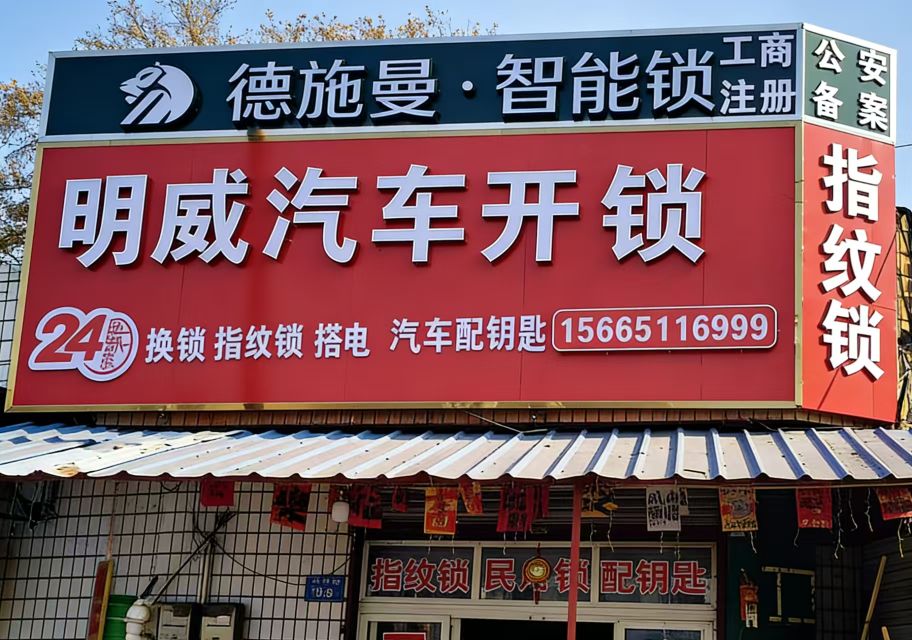 德施曼·智能锁
工商
注册
公安
备案
明威汽车开锁
指纹锁
24
换锁 指纹锁 搭电 汽车配钥匙
15665116999
指纹锁 民用锁 配钥匙